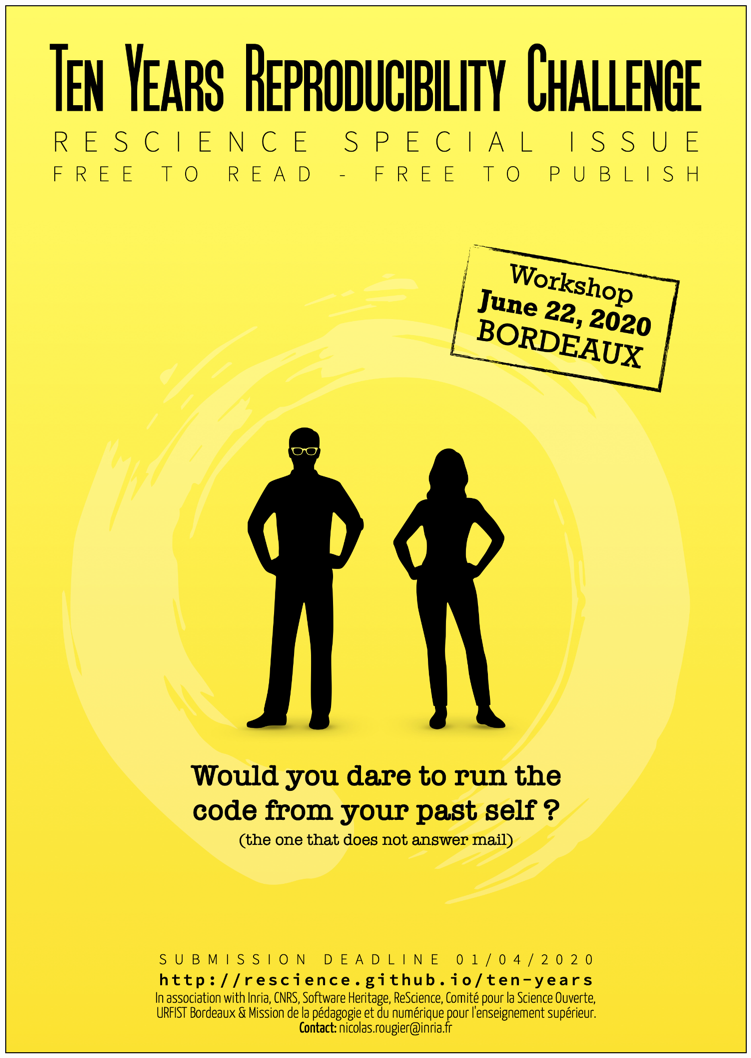 TEN YEARS REPRODUCIBILITY CHALLENGE
RESCIENCE SPECIAL ISSUE
FREE TO READ - FREE TO PUBLISH
Workshop
June 22, 2020
BORDEAUX
Would you dare to run the
code from your past self ?
(the one that does not answer mail)
SUBMISSION DEADLINE 01/04/2020
http://rescience.github.io/ten-years
In association with Inria, CNRS, Software Heritage, ReScience, Comité pour la Science Ouverte,
URFIST Bordeaux & Mission de la pédagogie et du numérique pour l'enseignement supérieur.
Contact: nicolas.rougier@inria.fr